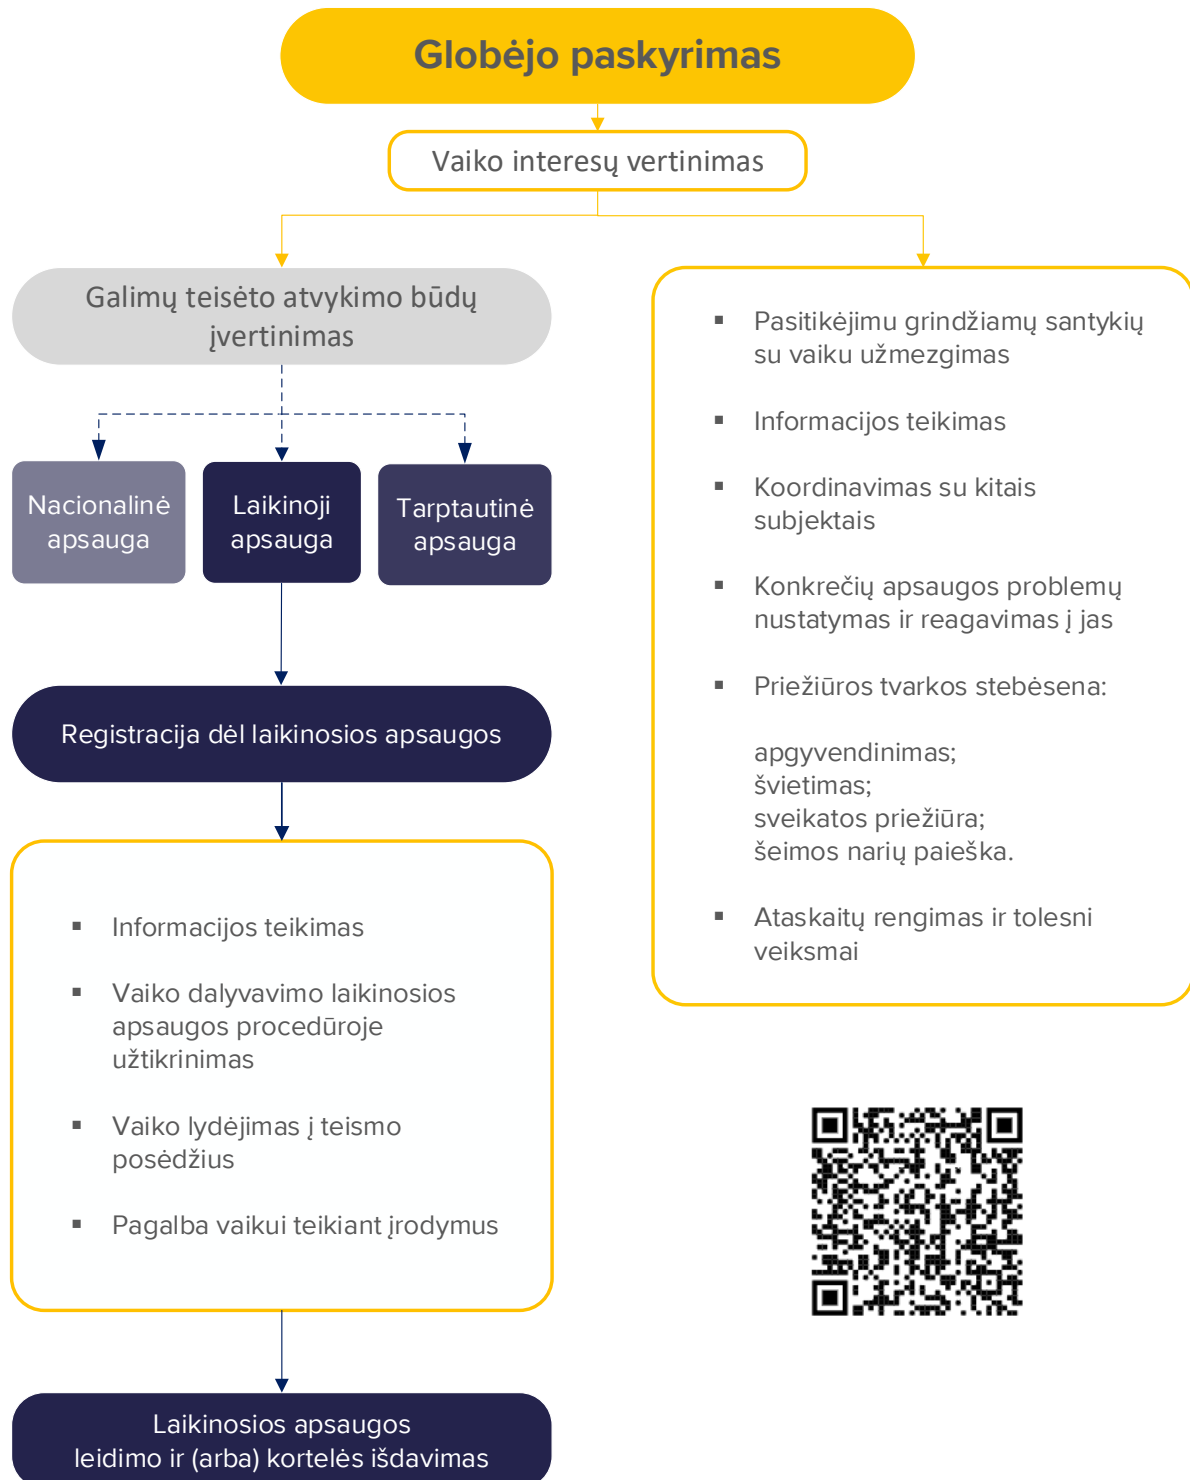 Globėjo paskyrimas
Vaiko interesų vertinimas
Galimų teisėto atvykimo būdų
įvertinimas
Nacionalinė
apsauga
Laikinoji
apsauga
Tarptautinė
apsauga
Registracija dėl laikinosios apsaugos
▪ Informacijos teikimas
▪ Vaiko dalyvavimo laikinosios
apsaugos procedūroje
užtikrinimas
▪ Vaiko lydėjimas į teismo
posėdžius
▪ Pagalba vaikui teikiant įrodymus
Laikinosios apsaugos
leidimo ir (arba) kortelės išdavimas
▪ Pasitikėjimu grindžiamų santykių
su vaiku užmezgimas
▪ Informacijos teikimas
▪ Koordinavimas su kitais
subjektais
▪ Konkrečių apsaugos problemų
nustatymas ir reagavimas į jas
▪ Priežiūros tvarkos stebėsena:
apgyvendinimas;
švietimas;
sveikatos priežiūra;
šeimos narių paieška.
▪ Ataskaitų rengimas ir tolesni
veiksmai